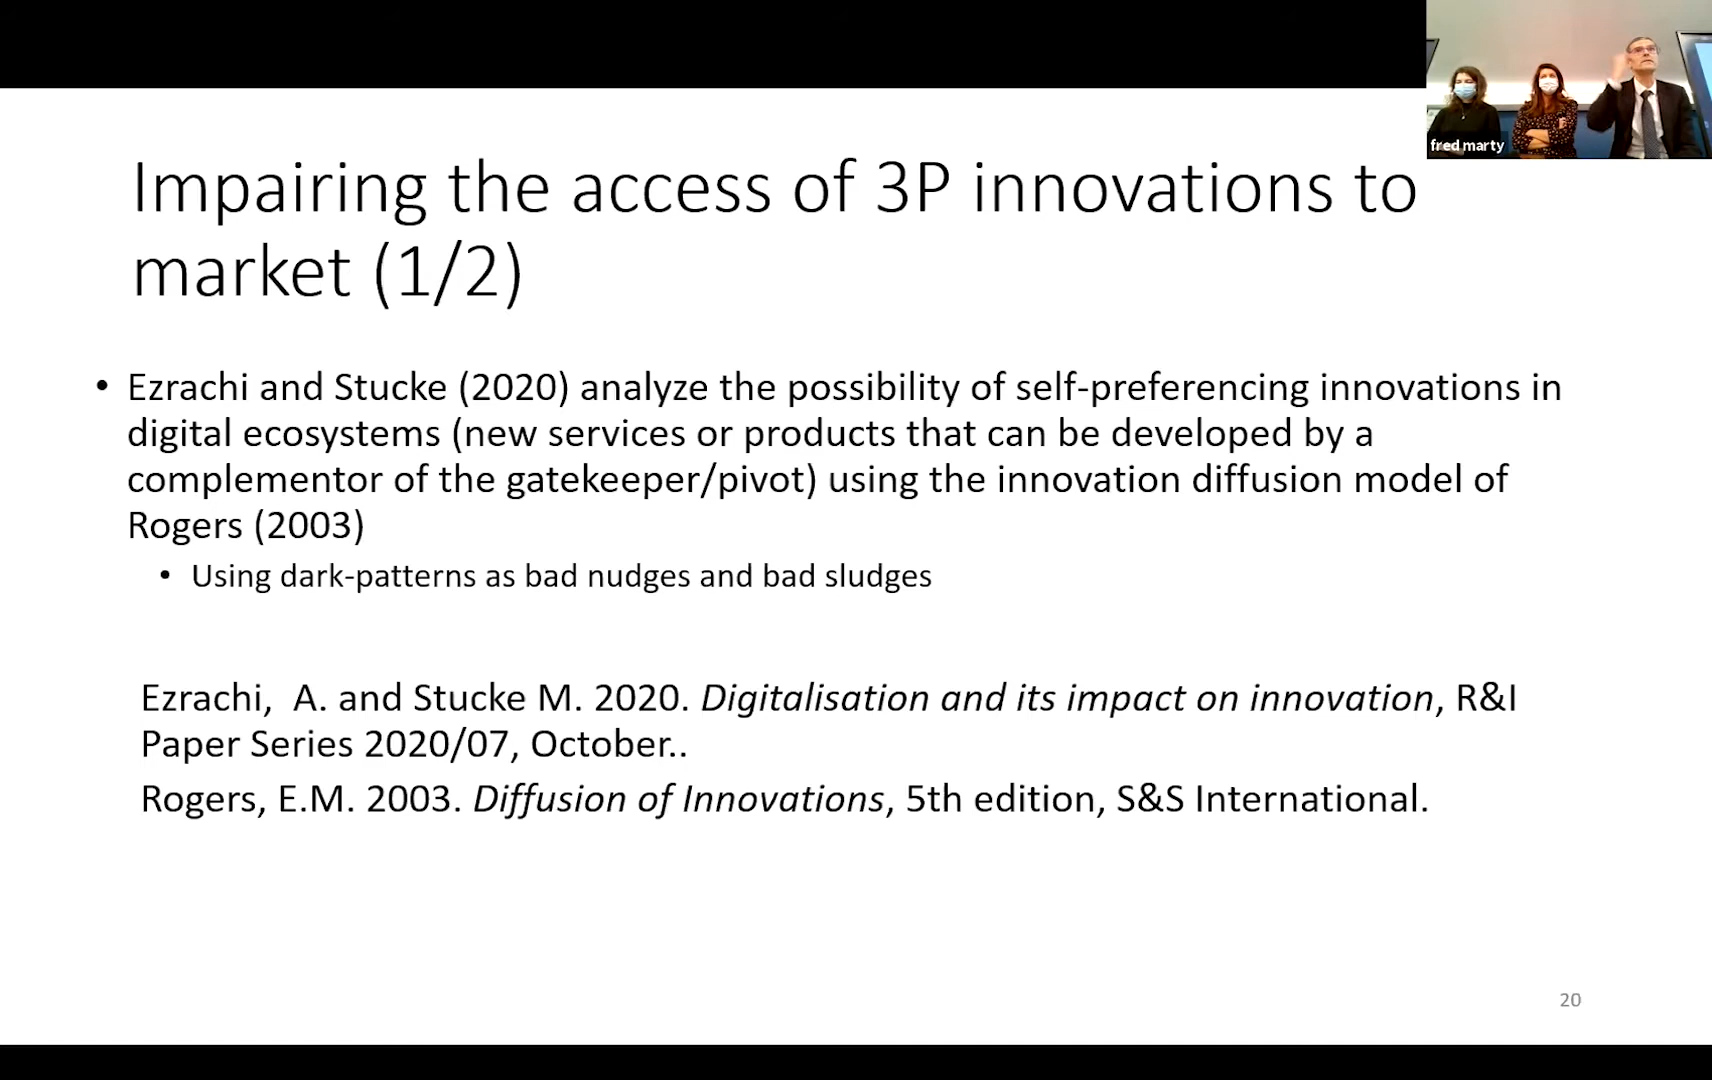 fred marty
Impairing the access of 3P innovations to
market (1/2)
• Ezrachi and Stucke (2020) analyze the possibility of self-preferencing innovations in
digital ecosystems (new services or products that can be developed by a
complementor of the gatekeeper/pivot) using the innovation diffusion model of
Rogers (2003)
• Using dark-patterns as bad nudges and bad sludges
Ezrachi,  A. and Stucke M. 2020. Digitalisation and its impact on innovation, R&I
Paper Series 2020/07, October..
Rogers, E.M. 2003. Diffusion of Innovations, 5th edition, S&S International.
20